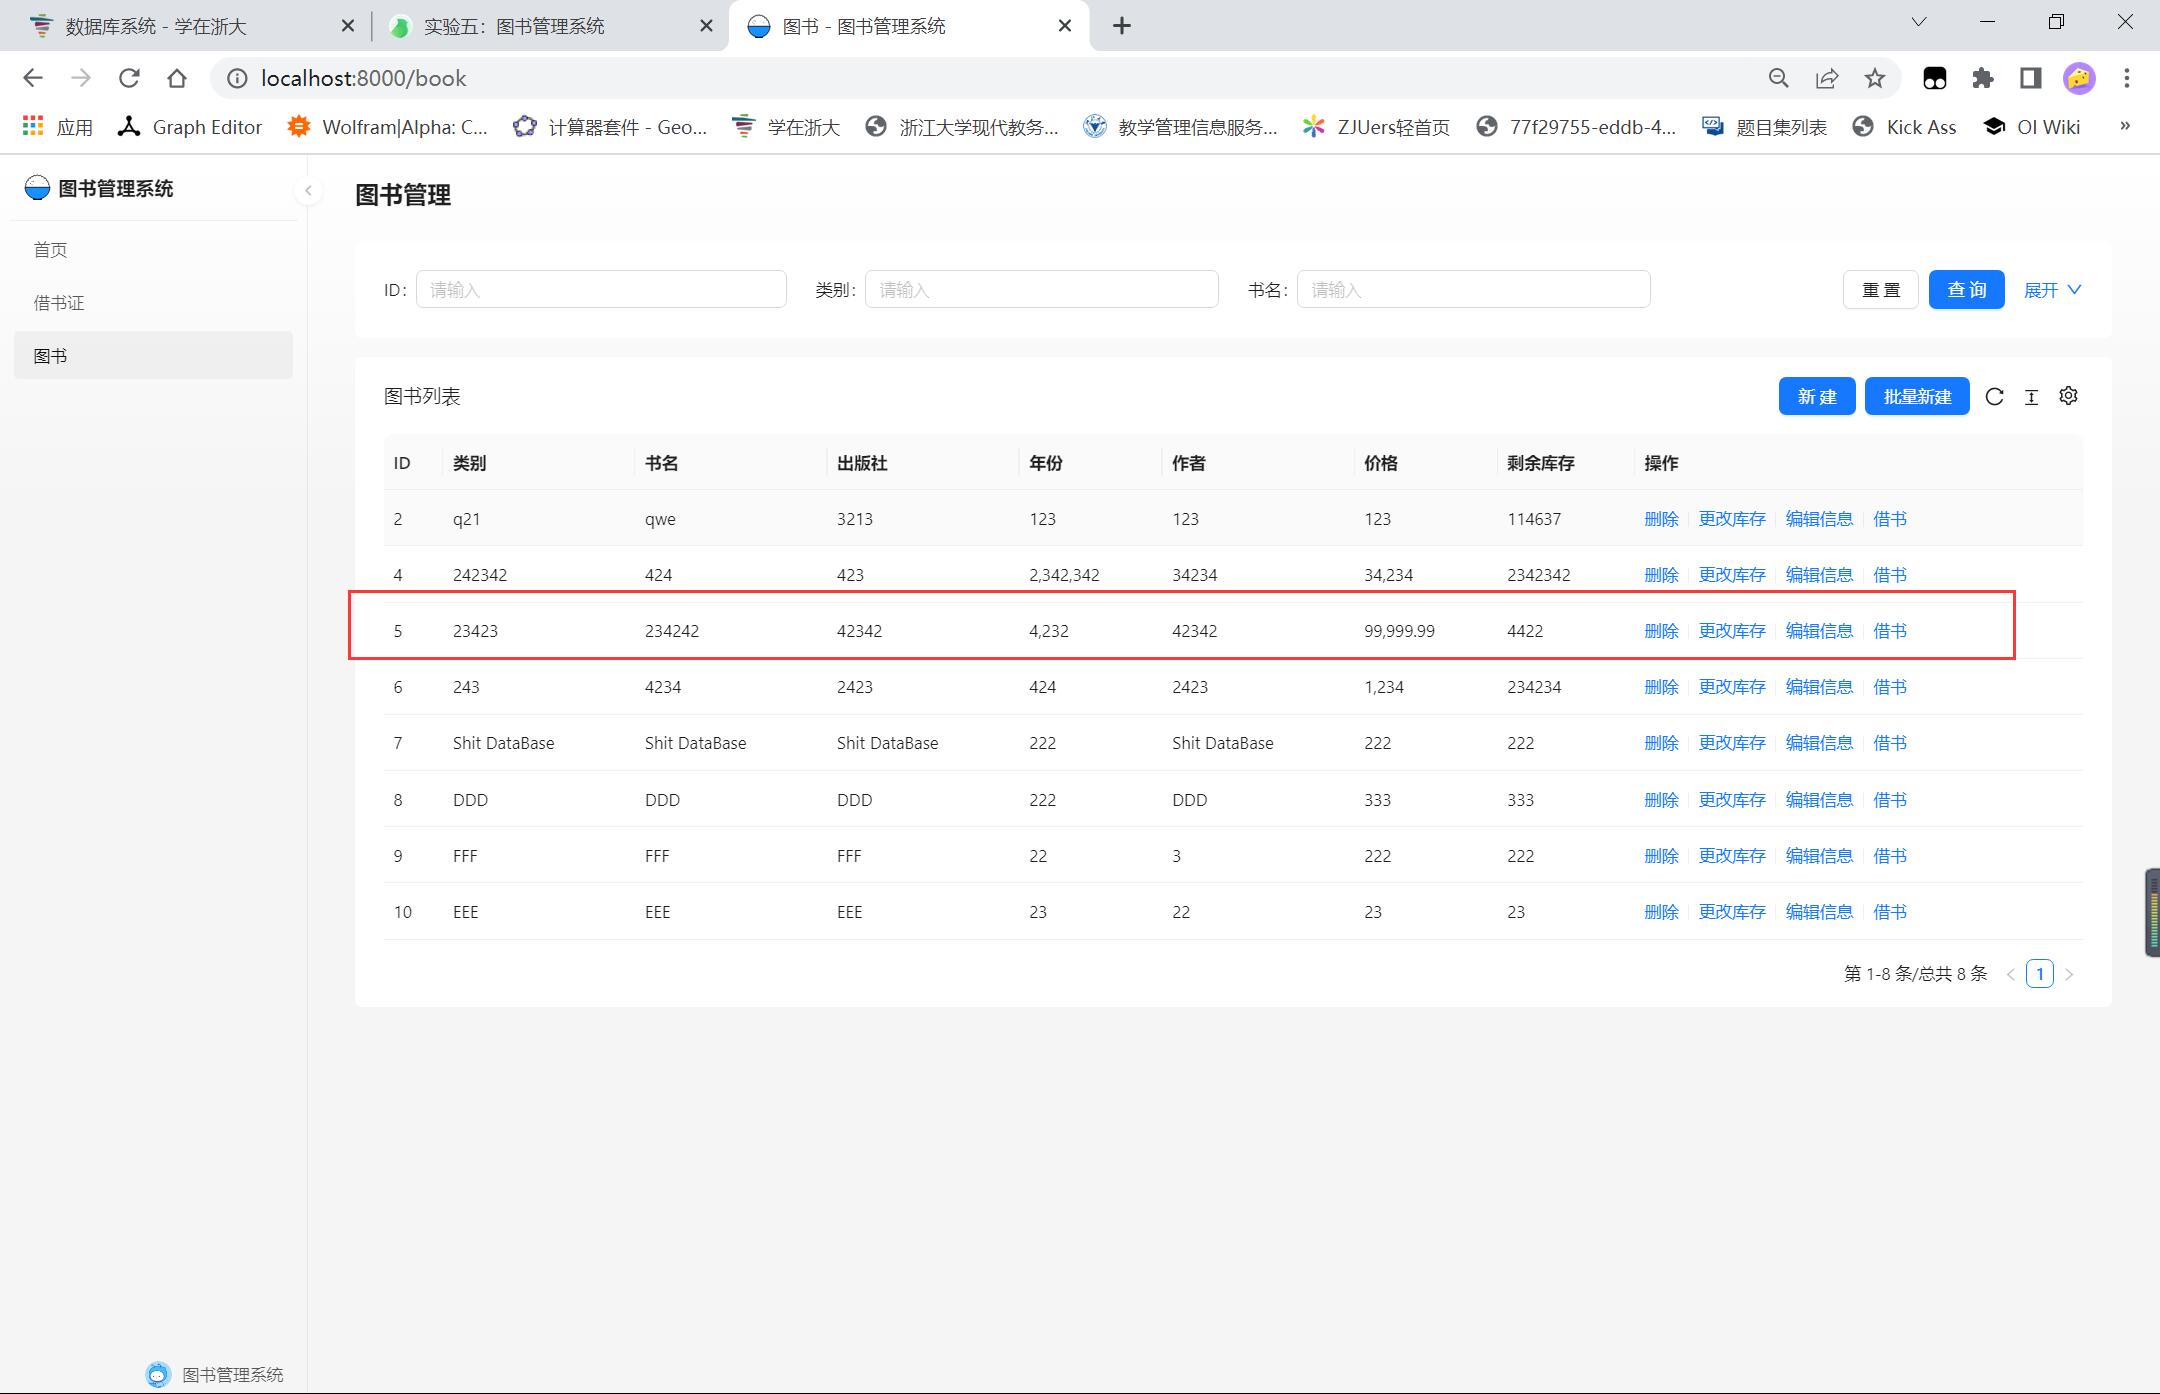 数据库系统 - 学在浙大
实验五：图书管理系统
图书 - 图书管理系统
localhost:8000/book
应用 Graph Editor Wolfram|Alpha: C... 计算器套件 - Geo... 学在浙大 浙江大学现代教务... 教学管理信息服务... ZJUers轻首页 77f29755-eddb-4... 题目集列表 Kick Ass OI Wiki »
图书管理系统
首页
借书证
图书
图书管理
ID: 请输入 类别: 请输入 书名: 请输入 重 置 查 询 展开
图书列表 新 建 批量新建
ID 类别 书名 出版社 年份 作者 价格 剩余库存 操作
2 q21 qwe 3213 123 123 123 114637 删除 更改库存 编辑信息 借书
4 242342 424 423 2,342,342 34234 34,234 2342342 删除 更改库存 编辑信息 借书
5 23423 234242 42342 4,232 42342 99,999.99 4422 删除 更改库存 编辑信息 借书
6 243 4234 2423 424 2423 1,234 234234 删除 更改库存 编辑信息 借书
7 Shit DataBase Shit DataBase Shit DataBase 222 Shit DataBase 222 222 删除 更改库存 编辑信息 借书
8 DDD DDD DDD 222 DDD 333 333 删除 更改库存 编辑信息 借书
9 FFF FFF FFF 22 3 222 222 删除 更改库存 编辑信息 借书
10 EEE EEE EEE 23 22 23 23 删除 更改库存 编辑信息 借书
第 1-8 条/总共 8 条 < 1 >
图书管理系统